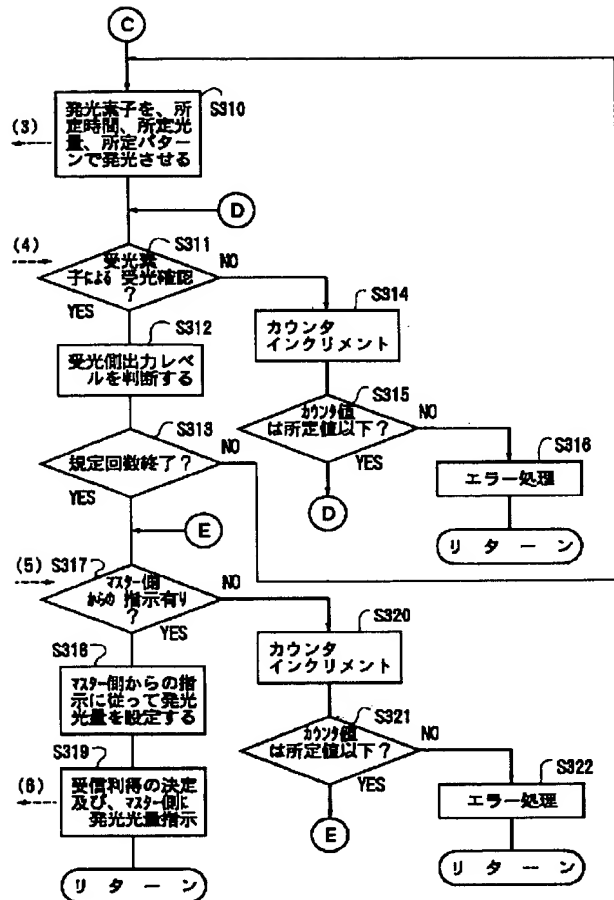 C
発光素子を、所
定時間、所定光
量、所定パター
ンで発光させる
S310
(3)
D
(4)
受光素
子による 受光確認
?
S311
NO
YES
S314
カウンタ
インクリメント
S312
受光側出力レベ
ルを判断する
S315
カウンタ値
は所定値以下?
NO
YES
S313
規定回数終了?
NO
YES
S316
エラー処理
D
リターン
E
(5)
S317
マスター側
からの 指示有り
?
NO
YES
S320
カウンタ
インクリメント
S318
マスター側からの指
示に従って発光
光量を設定する
S321
カウンタ値
は所定値以下?
NO
YES
S319
(6)
受信利得の決定
及び、マスター側に
発光光量指示
S322
エラー処理
E
リターン
リターン